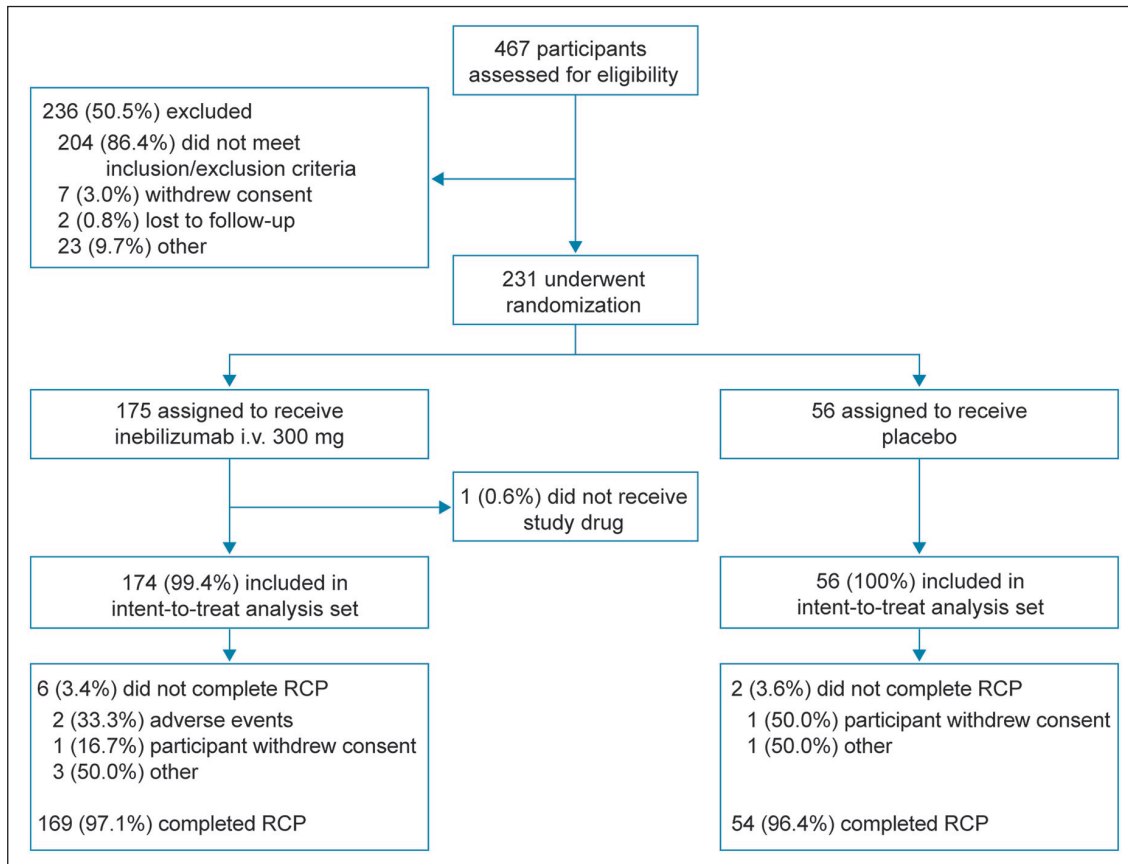 467 participants
assessed for eligibility
236 (50.5%) excluded
204 (86.4%) did not meet
inclusion/exclusion criteria
7 (3.0%) withdrew consent
2 (0.8%) lost to follow-up
23 (9.7%) other
231 underwent
randomization
175 assigned to receive
inebilizumab i.v. 300 mg
56 assigned to receive
placebo
1 (0.6%) did not receive
study drug
174 (99.4%) included in
intent-to-treat analysis set
56 (100%) included in
intent-to-treat analysis set
6 (3.4%) did not complete RCP
2 (33.3%) adverse events
1 (16.7%) participant withdrew consent
3 (50.0%) other
169 (97.1%) completed RCP
2 (3.6%) did not complete RCP
1 (50.0%) participant withdrew consent
1 (50.0%) other
54 (96.4%) completed RCP